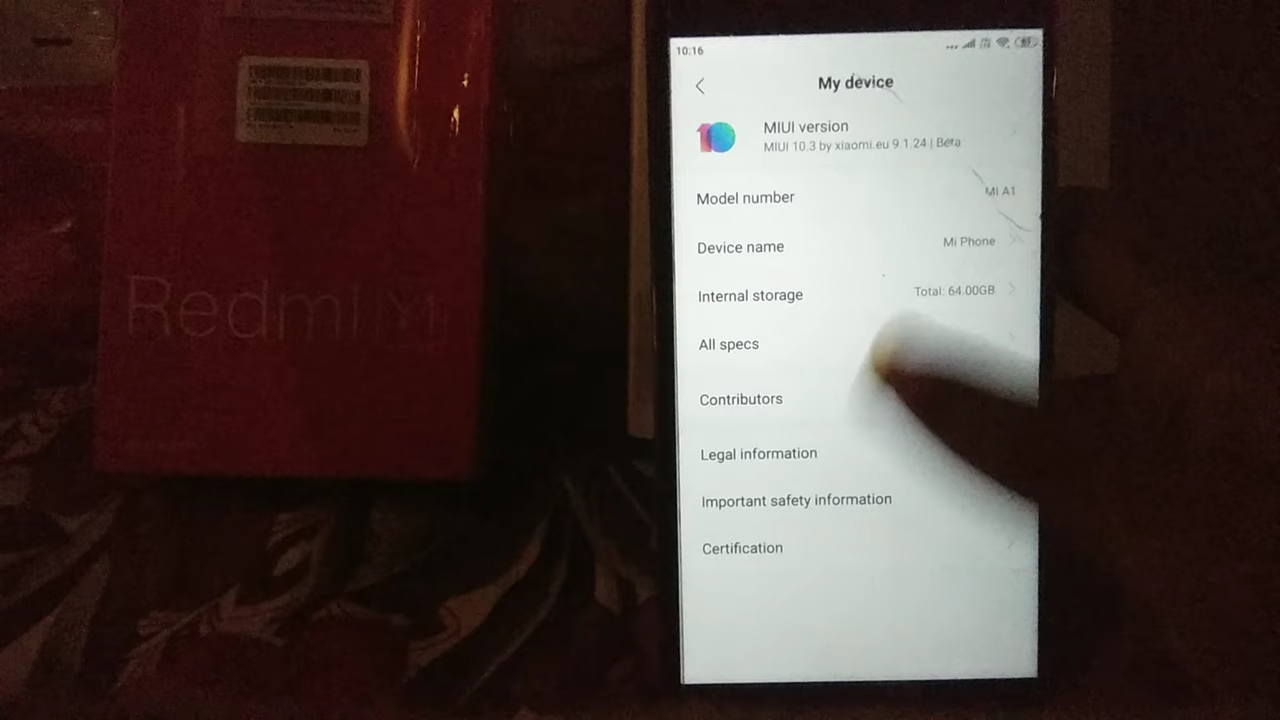 Redmi Y1
10:16
My device
10
MIUI version
MIUI 10.3 by xiaomi.eu 9.1.24 | Beta
Model number MI A1
Device name Mi Phone
Internal storage Total: 64.00GB
All specs
Contributors
Legal information
Important safety information
Certification